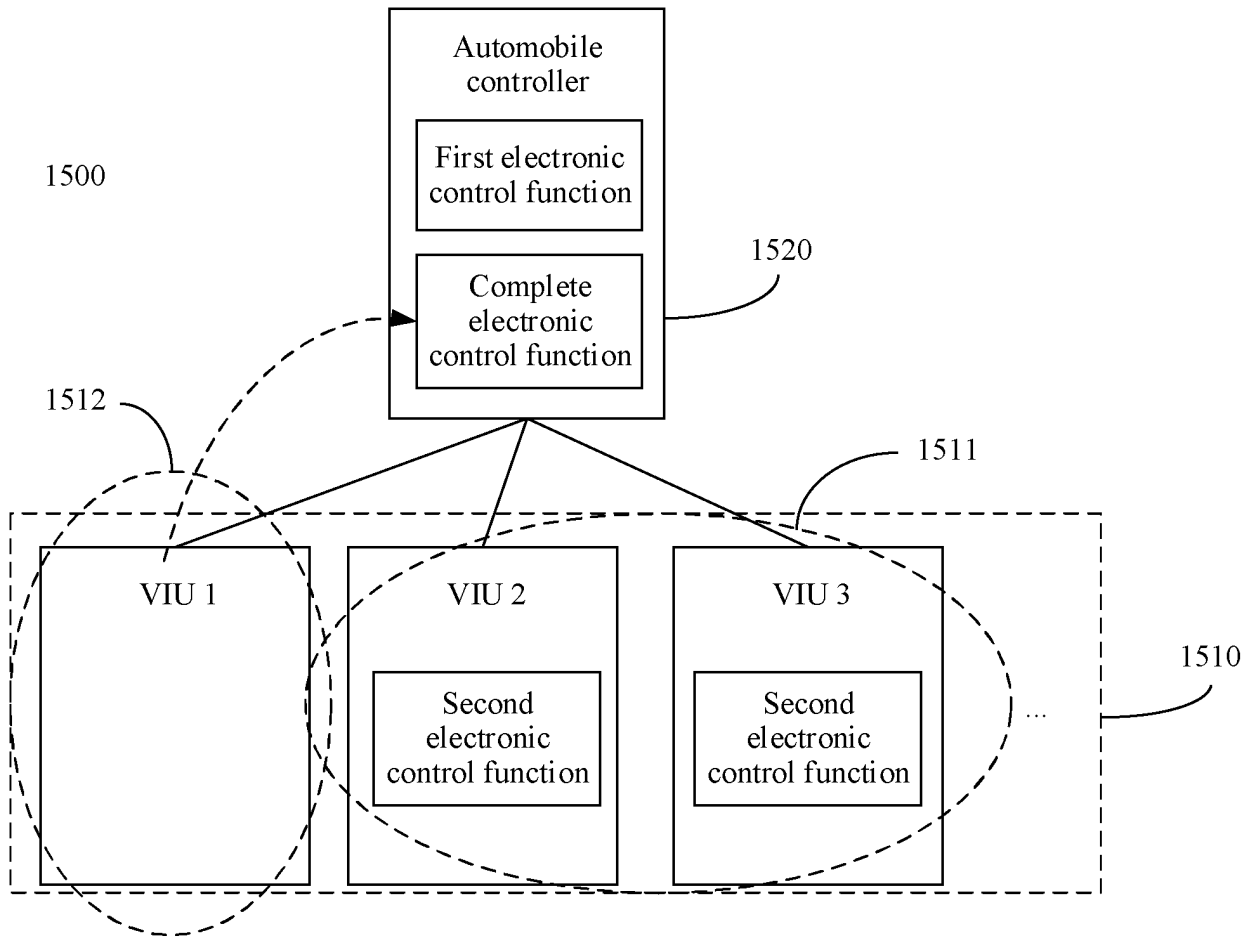 Automobile
controller
First electronic
control function
1500
1520
Complete
electronic
control function
1512
1511
VIU 1
VIU 2
VIU 3
1510
Second
electronic
control function
Second
electronic
control function
...